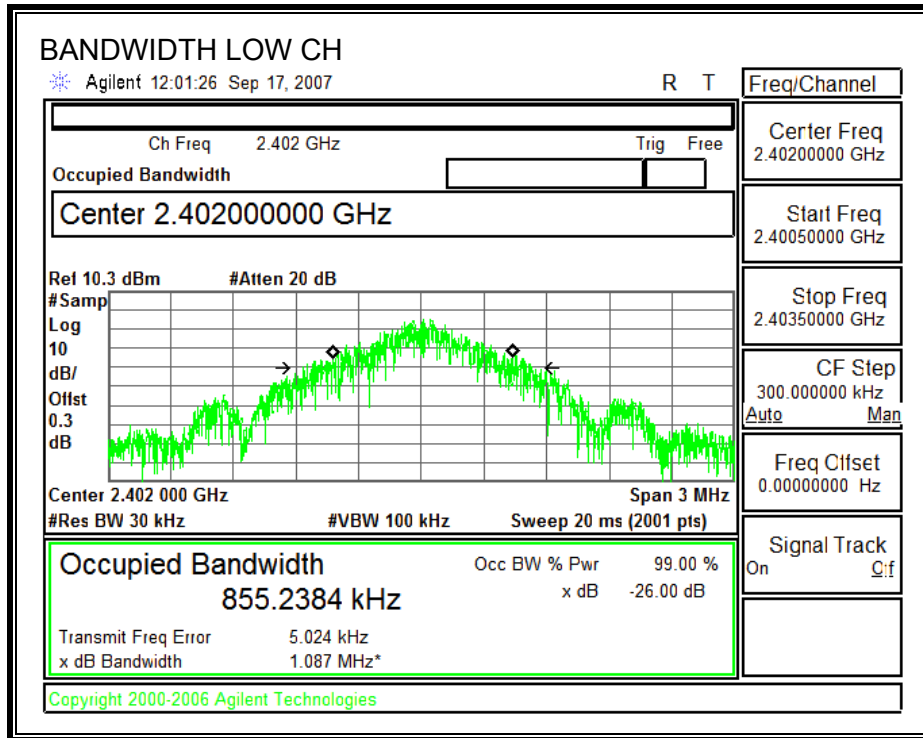 BANDWIDTH LOW CH
Agilent 12:01:26 Sep 17, 2007 R T
Freq/Channel
Ch Freq 2.402 GHz Trig Free
Occupied Bandwidth
Center 2.402000000 GHz
Center Freq
2.40200000 GHz
Start Freq
2.40050000 GHz
Stop Freq
2.40350000 GHz
CF Step
300.000000 kHz
Auto Man
Freq Offset
0.00000000 Hz
Signal Track
On Off
Ref 10.3 dBm #Atten 20 dB
#Samp
Log
10
dB/
Offst
0.3
dB
Center 2.402 000 GHz Span 3 MHz
#Res BW 30 kHz #VBW 100 kHz Sweep 20 ms (2001 pts)
Occupied Bandwidth
855.2384 kHz
Occ BW % Pwr 99.00 %
x dB -26.00 dB
Transmit Freq Error 5.024 kHz
x dB Bandwidth 1.087 MHz*
Copyright 2000-2006 Agilent Technologies